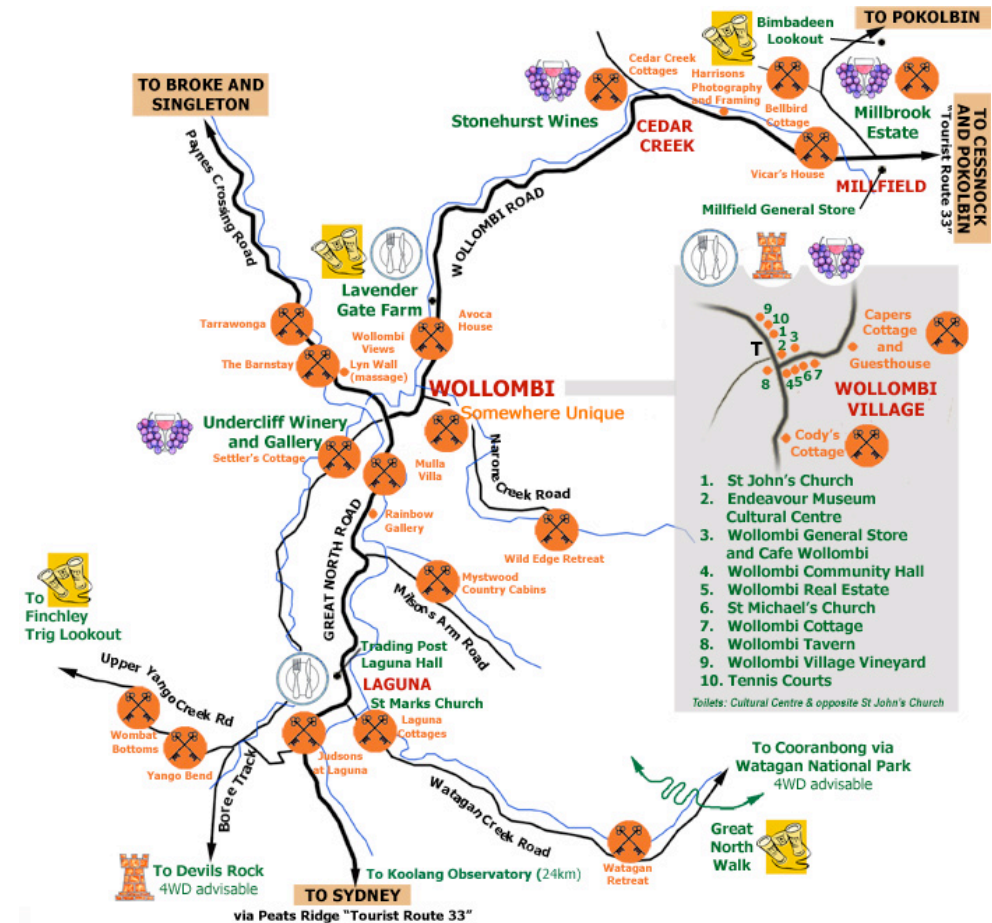 TO POKOLBIN
Bimbadeen
Lookout
TO BROKE AND
SINGLETON
Cedar Creek
Cottages
Harrisons
Photography
and Framing
Bellbird
Cottage
Millbrook
Estate
TO CESSNOCK
AND POKOLBIN
"Tourist Route 33"
Stonehurst Wines
CEDAR
CREEK
Vicar's House
MILLFIELD
Millfield General Store
Paynes Crossing Road
WOLLOMBI ROAD
Lavender
Gate Farm
Avoca
House
Tarrawonga
Wollombi
Views
The Barnstay
Lyn Wall
(massage)
WOLLOMBI
Somewhere Unique
Undercliff Winery
and Gallery
Settler's Cottage
Mulla
Villa
Narone Creek Road
Rainbow
Gallery
Wild Edge Retreat
GREAT NORTH ROAD
Mystwood
Country Cabins
Milsons Arm Road
9
10
1
2
3
T
8
4
5
6
7
Capers
Cottage
and
Guesthouse
WOLLOMBI
VILLAGE
Cody's
Cottage
1. St John's Church
2. Endeavour Museum
Cultural Centre
3. Wollombi General Store
and Cafe Wollombi
4. Wollombi Community Hall
5. Wollombi Real Estate
6. St Michael's Church
7. Wollombi Cottage
8. Wollombi Tavern
9. Wollombi Village Vineyard
10. Tennis Courts
Toilets: Cultural Centre & opposite St John's Church
To
Finchley
Trig Lookout
Upper Yango Creek Rd
Trading Post
Laguna Hall
LAGUNA
St Marks Church
Wombat
Bottoms
Yango Bend
Judsons
at Laguna
Laguna
Cottages
Boree Track
Watagan Creek Road
To Cooranbong via
Watagan National Park
4WD advisable
Great
North
Walk
Watagan
Retreat
To Devils Rock
4WD advisable
To Koolang Observatory (24km)
TO SYDNEY
via Peats Ridge "Tourist Route 33"